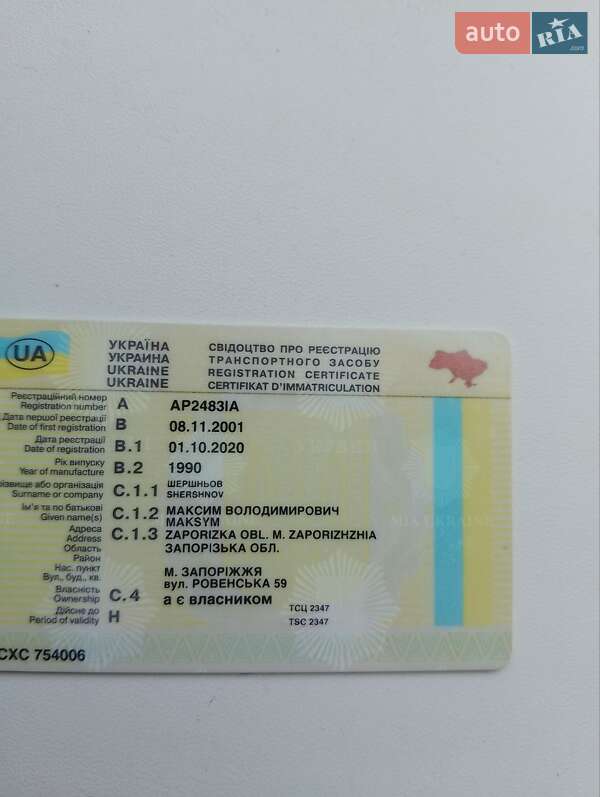 auto RIA .com
UA
УКРАЇНА СВІДОЦТВО ПРО РЕЄСТРАЦІЮ
УКРАИНА ТРАНСПОРТНОГО ЗАСОБУ
UKRAINE REGISTRATION CERTIFICATE
UKRAINE CERTIFIKAT D'IMMATRICULATION
Реєстраційний номер
Registration number A AP2483IA
Дата першої реєстрації
Date of first registration B 08.11.2001
Дата реєстрації
Date of registration B.1 01.10.2020
Рік випуску
Year of manufacture B.2 1990
різвище або організація
Surname or company C.1.1 ШЕРШНЬОВ
SHERSHNOV
Ім'я та по батькові
Given name(s) C.1.2 МАКСИМ ВОЛОДИМИРОВИЧ
MAKSYM
Адреса
Address C.1.3 ZAPORIZKA OBL. M. ZAPORIZHZHIA
Область ЗАПОРІЗЬКА ОБЛ.
Район
Нас. пункт М. ЗАПОРІЖЖЯ
Вул., буд., кв. вул. РОВЕНСЬКА 59
Власність
Ownership C.4 а є власником ТСЦ 2347
Дійсне до
Period of validity H TSC 2347
СХС 754006